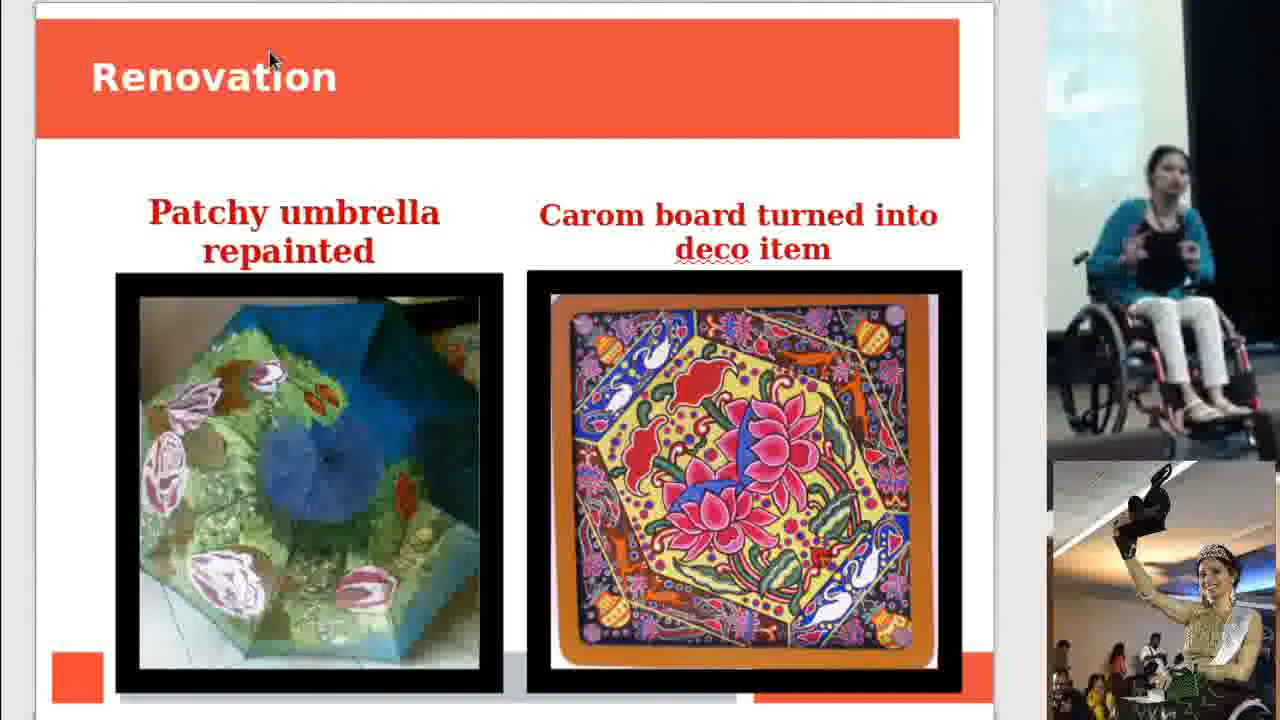 Renovation
Patchy umbrella
repainted
Carom board turned into
deco item